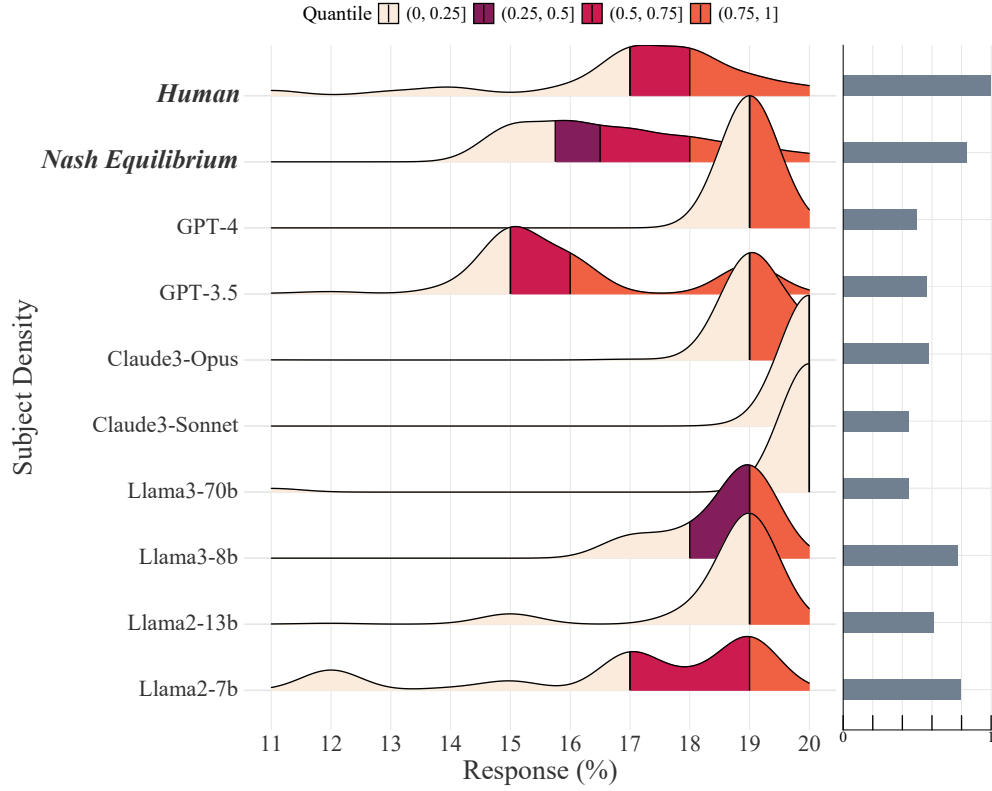 Quantile (0, 0.25] (0.25, 0.5] (0.5, 0.75] (0.75, 1]
Human
Nash Equilibrium
GPT-4
GPT-3.5
Claude3-Opus
Claude3-Sonnet
Llama3-70b
Llama3-8b
Llama2-13b
Llama2-7b
Subject Density
11 12 13 14 15 16 17 18 19 20
0 1
Response (%)